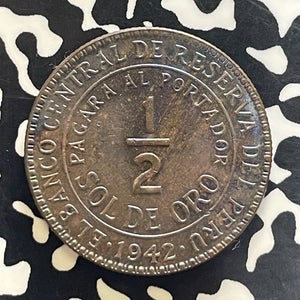 EL BANCO CENTRAL DE RESERVA DEL PERU
·1942·
PAGARA AL PORTADOR
1/2
SOL DE ORO